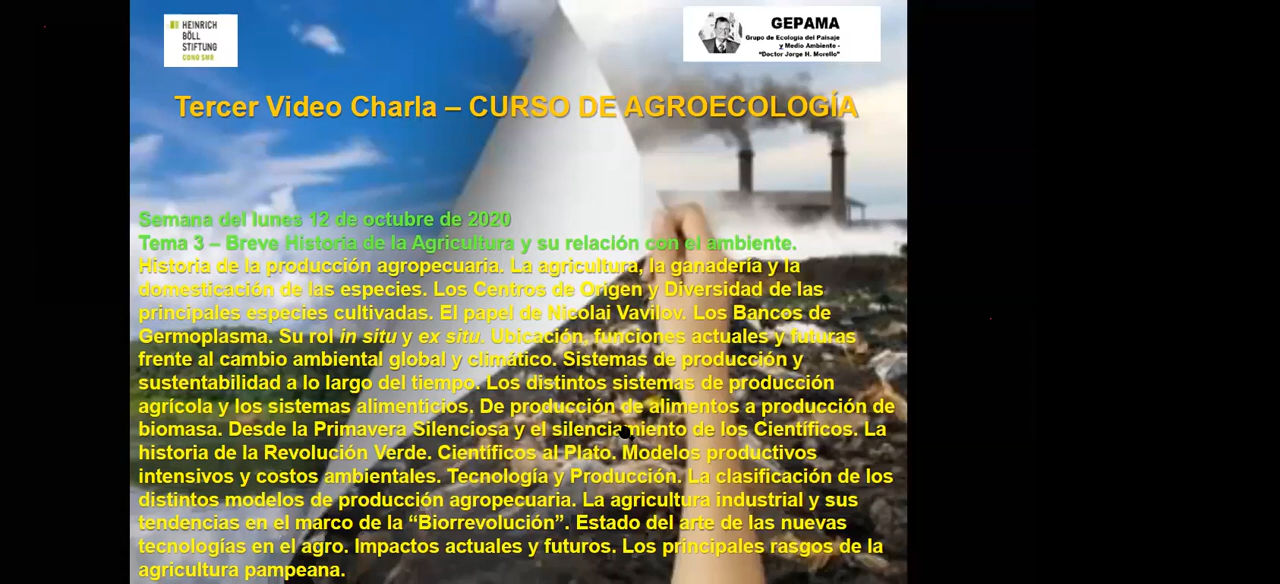 HEINRICH
BÖLL
STIFTUNG
CONO SUR
GEPAMA
Grupo de Ecología del Paisaje
y Medio Ambiente -
"Doctor Jorge H. Morello"
Tercer Video Charla – CURSO DE AGROECOLOGÍA
Semana del lunes 12 de octubre de 2020
Tema 3 – Breve Historia de la Agricultura y su relación con el ambiente.
Historia de la producción agropecuaria. La agricultura, la ganadería y la
domesticación de las especies. Los Centros de Origen y Diversidad de las
principales especies cultivadas. El papel de Nicolai Vavilov. Los Bancos de
Germoplasma. Su rol in situ y ex situ. Ubicación, funciones actuales y futuras
frente al cambio ambiental global y climático. Sistemas de producción y
sustentabilidad a lo largo del tiempo. Los distintos sistemas de producción
agrícola y los sistemas alimenticios. De producción de alimentos a producción de
biomasa. Desde la Primavera Silenciosa y el silenciamiento de los Científicos. La
historia de la Revolución Verde. Científicos al Plato. Modelos productivos
intensivos y costos ambientales. Tecnología y Producción. La clasificación de los
distintos modelos de producción agropecuaria. La agricultura industrial y sus
tendencias en el marco de la “Biorrevolución”. Estado del arte de las nuevas
tecnologías en el agro. Impactos actuales y futuros. Los principales rasgos de la
agricultura pampeana.